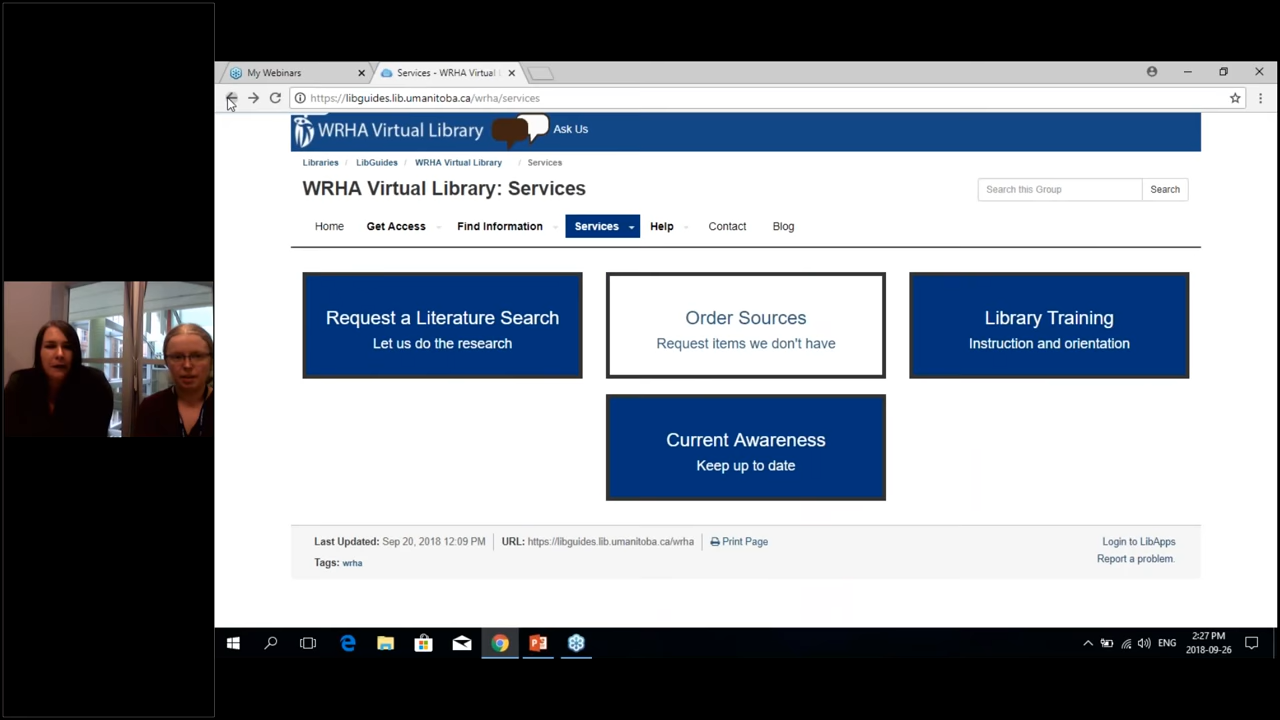 My Webinars
Services - WRHA Virtual L
https://libguides.lib.umanitoba.ca/wrha/services
WRHA Virtual Library Ask Us
Libraries / LibGuides / WRHA Virtual Library / Services
WRHA Virtual Library: Services
Search this Group Search
Home Get Access Find Information Services Help Contact Blog
Request a Literature Search
Let us do the research
Order Sources
Request items we don't have
Library Training
Instruction and orientation
Current Awareness
Keep up to date
Last Updated: Sep 20, 2018 12:09 PM URL: https://libguides.lib.umanitoba.ca/wrha Print Page
Login to LibApps
Tags: wrha
Report a problem.
ENG
2:27 PM
2018-09-26